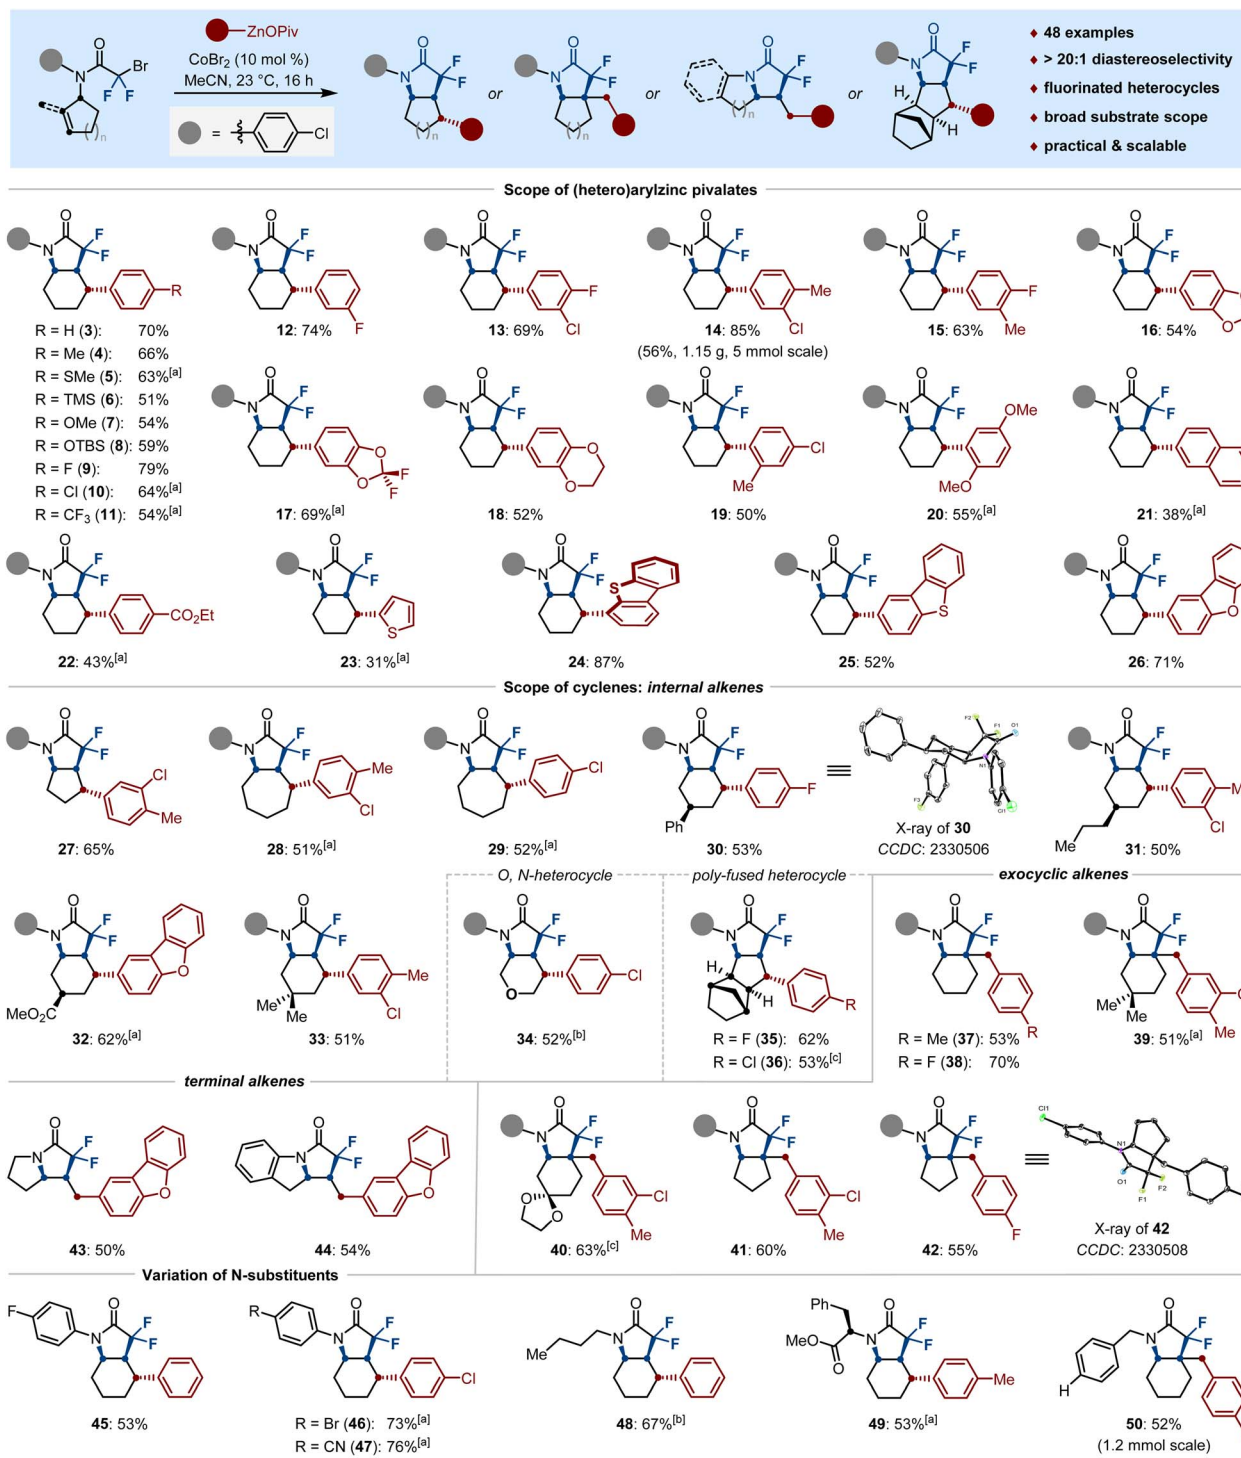 ZnOPiv
CoBr2 (10 mol %)
MeCN, 23 °C, 16 h
N
O
Br
F
F
n
= Cl
or
or
or
♦ 48 examples
♦ > 20:1 diastereoselectivity
♦ fluorinated heterocycles
♦ broad substrate scope
♦ practical & scalable
Scope of (hetero)arylzinc pivalates
R = H (3): 70%
R = Me (4): 66%
R = SMe (5): 63%[a]
R = TMS (6): 51%
R = OMe (7): 54%
R = OTBS (8): 59%
R = F (9): 79%
R = Cl (10): 64%[a]
R = CF3 (11): 54%[a]
12: 74%
13: 69%
14: 85%
(56%, 1.15 g, 5 mmol scale)
15: 63%
16: 54%
17: 69%[a]
18: 52%
19: 50%
20: 55%[a]
21: 38%[a]
22: 43%[a]
23: 31%[a]
24: 87%
25: 52%
26: 71%
Scope of cyclenes: internal alkenes
27: 65%
28: 51%[a]
29: 52%[a]
30: 53%
X-ray of 30
CCDC: 2330506
31: 50%
O, N-heterocycle
poly-fused heterocycle
exocyclic alkenes
32: 62%[a]
33: 51%
34: 52%[b]
R = F (35): 62%
R = Cl (36): 53%[c]
R = Me (37): 53%
R = F (38): 70%
39: 51%[a]
terminal alkenes
43: 50%
44: 54%
40: 63%[c]
41: 60%
42: 55%
X-ray of 42
CCDC: 2330508
Variation of N-substituents
45: 53%
R = Br (46): 73%[a]
R = CN (47): 76%[a]
48: 67%[b]
49: 53%[a]
50: 52%
(1.2 mmol scale)